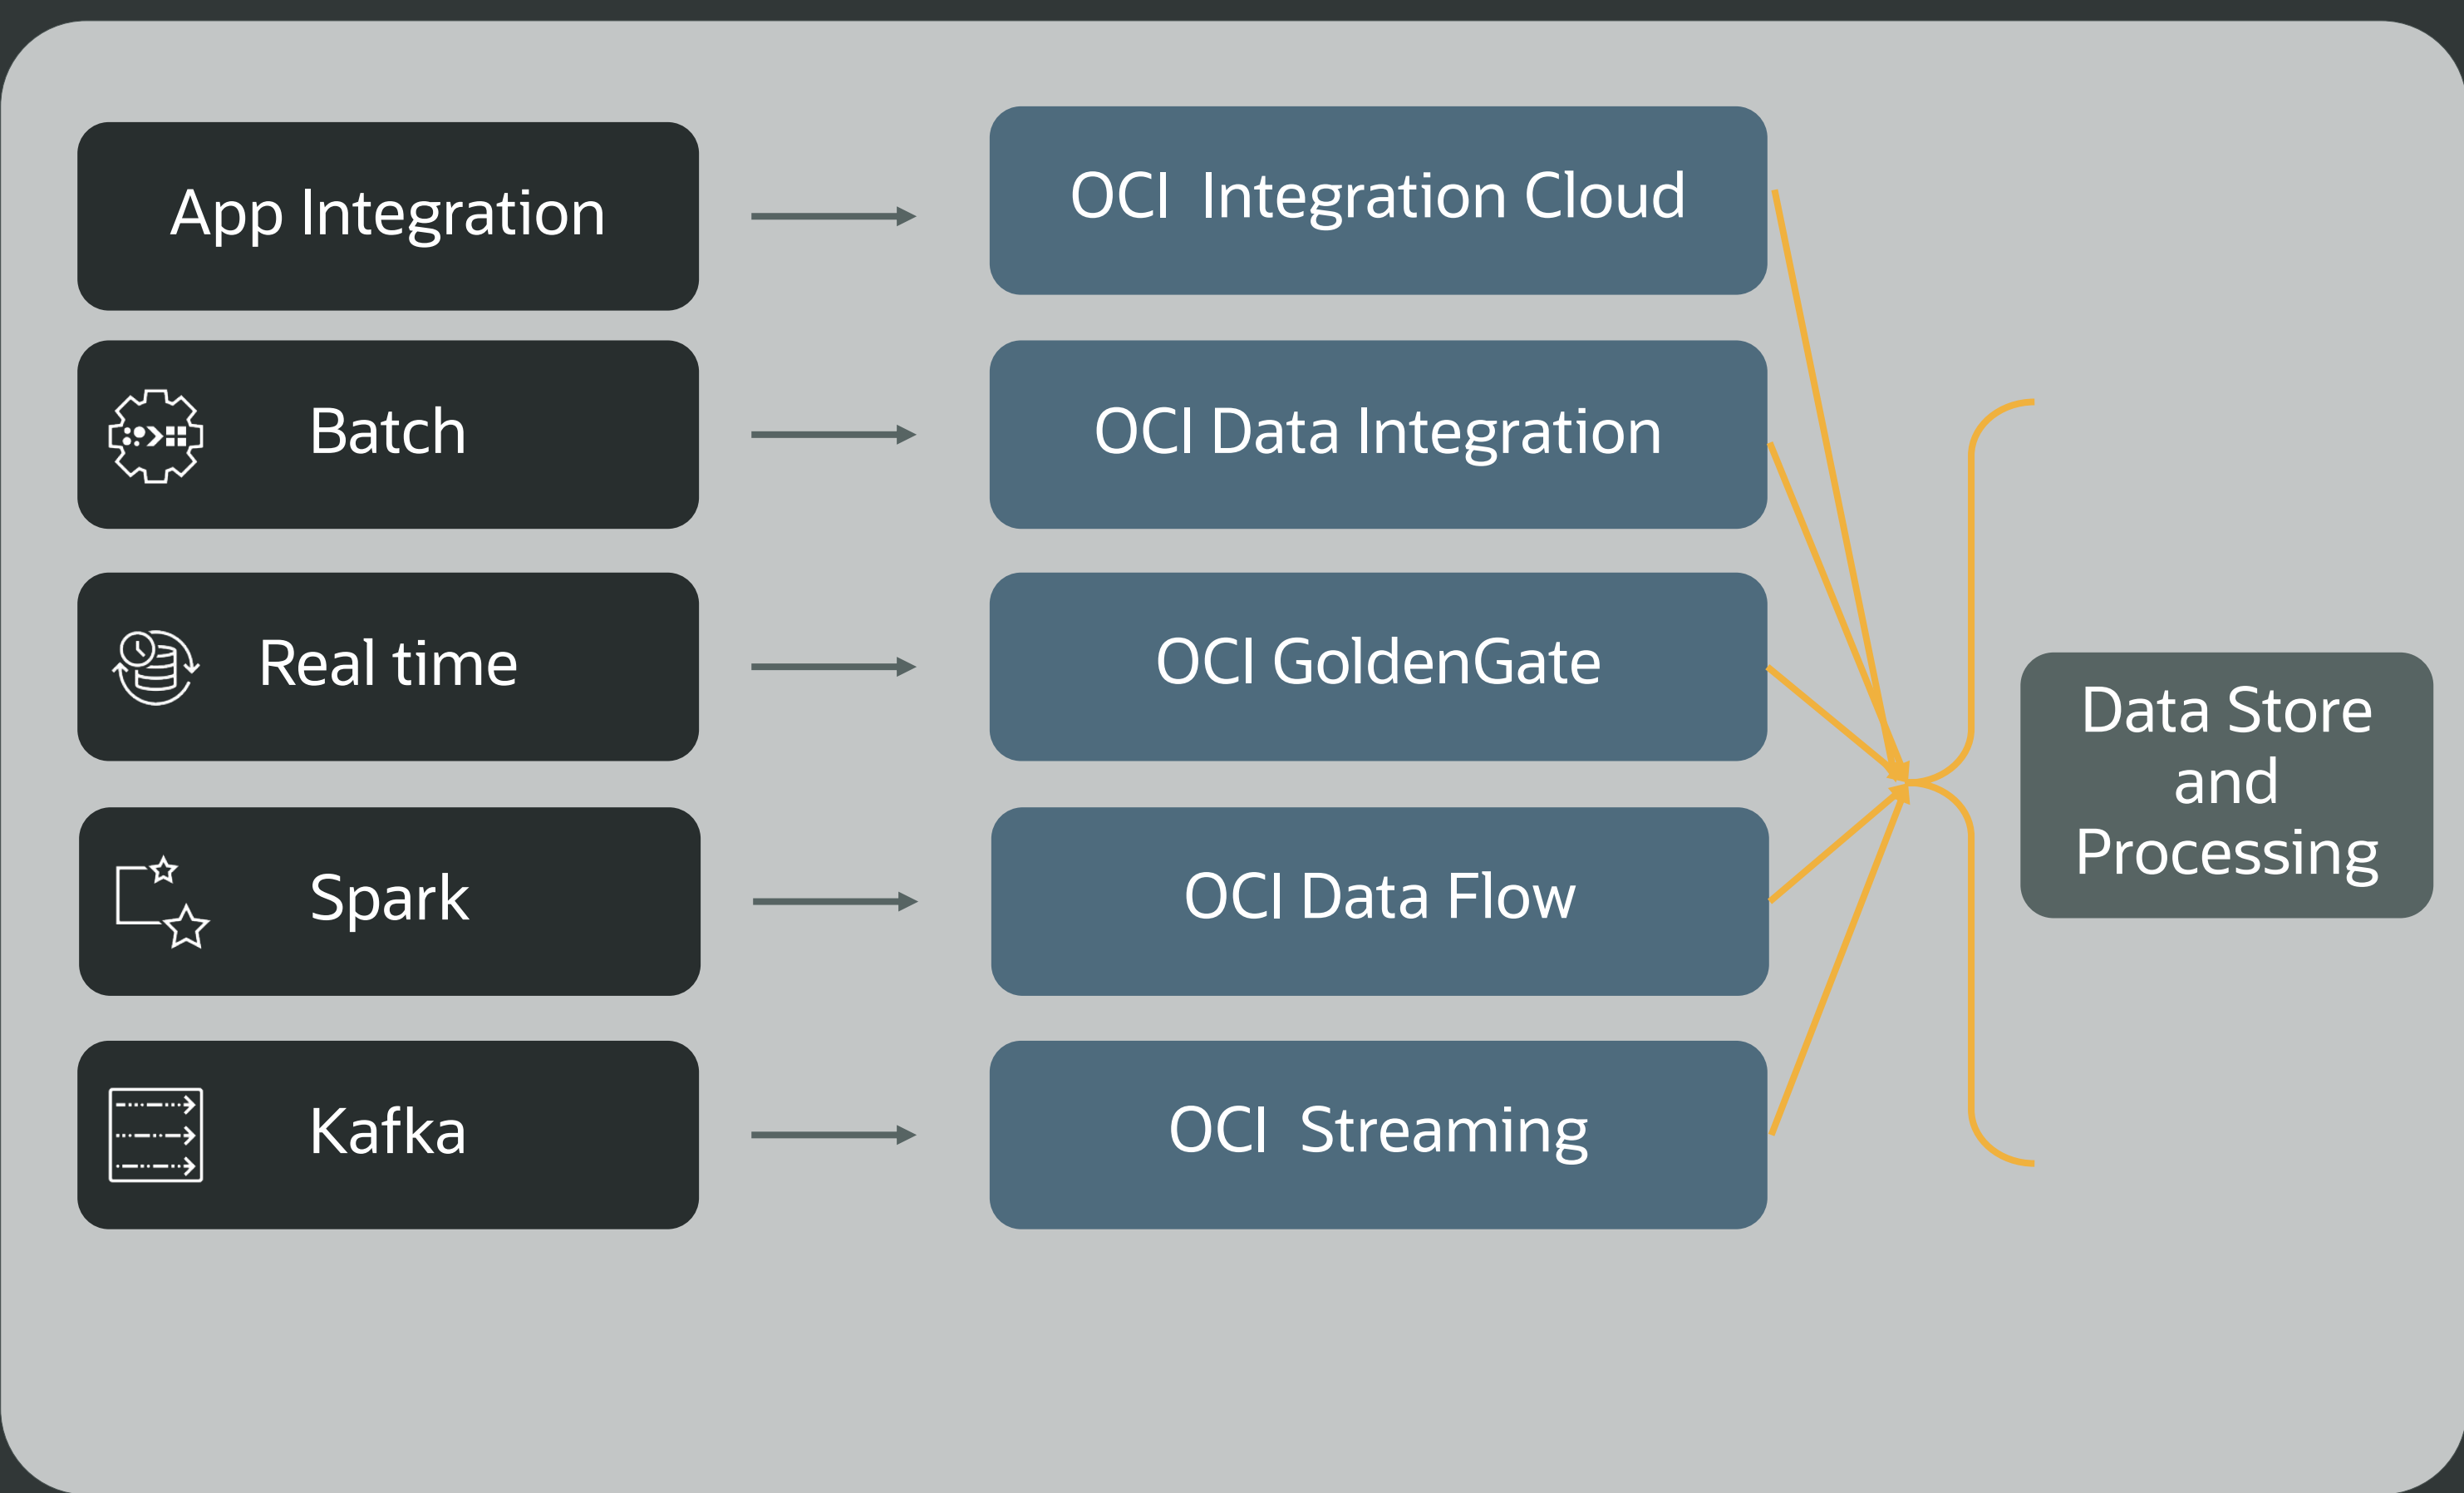 App Integration
OCI  Integration Cloud
Batch
OCI Data Integration
Real time
OCI GoldenGate
Spark
OCI Data Flow
Kafka
OCI  Streaming
Data Store
and
Processing